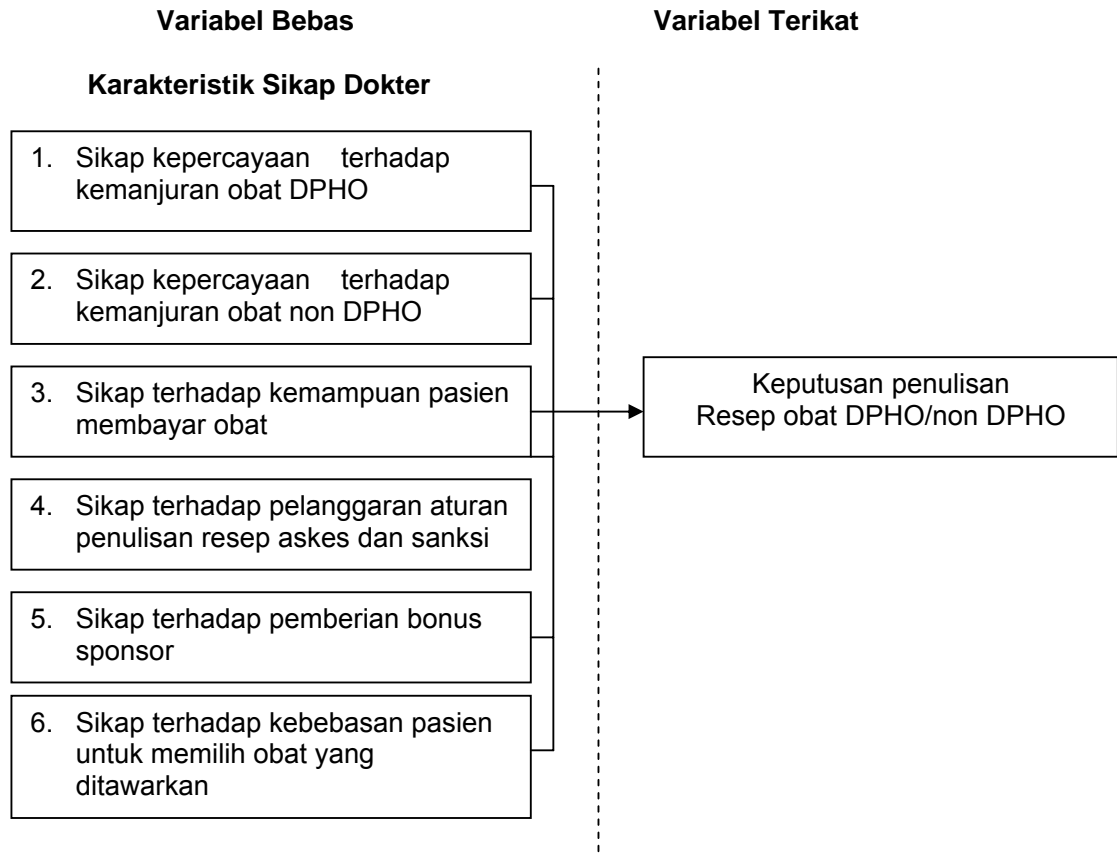 Variabel Bebas
Variabel Terikat
Karakteristik Sikap Dokter
1. Sikap kepercayaan terhadap
kemanjuran obat DPHO
2. Sikap kepercayaan terhadap
kemanjuran obat non DPHO
3. Sikap terhadap kemampuan pasien
membayar obat
4. Sikap terhadap pelanggaran aturan
penulisan resep askes dan sanksi
5. Sikap terhadap pemberian bonus
sponsor
6. Sikap terhadap kebebasan pasien
untuk memilih obat yang
ditawarkan
Keputusan penulisan
Resep obat DPHO/non DPHO